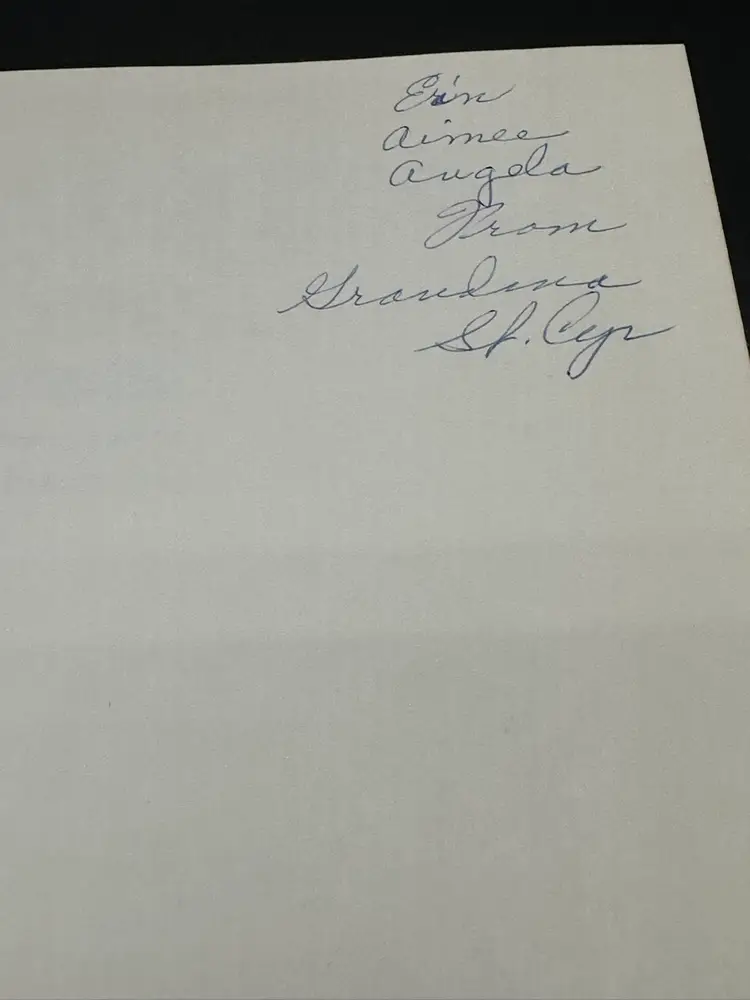 Erin
Aimee
Angela
From
Grandma
St. Cyr